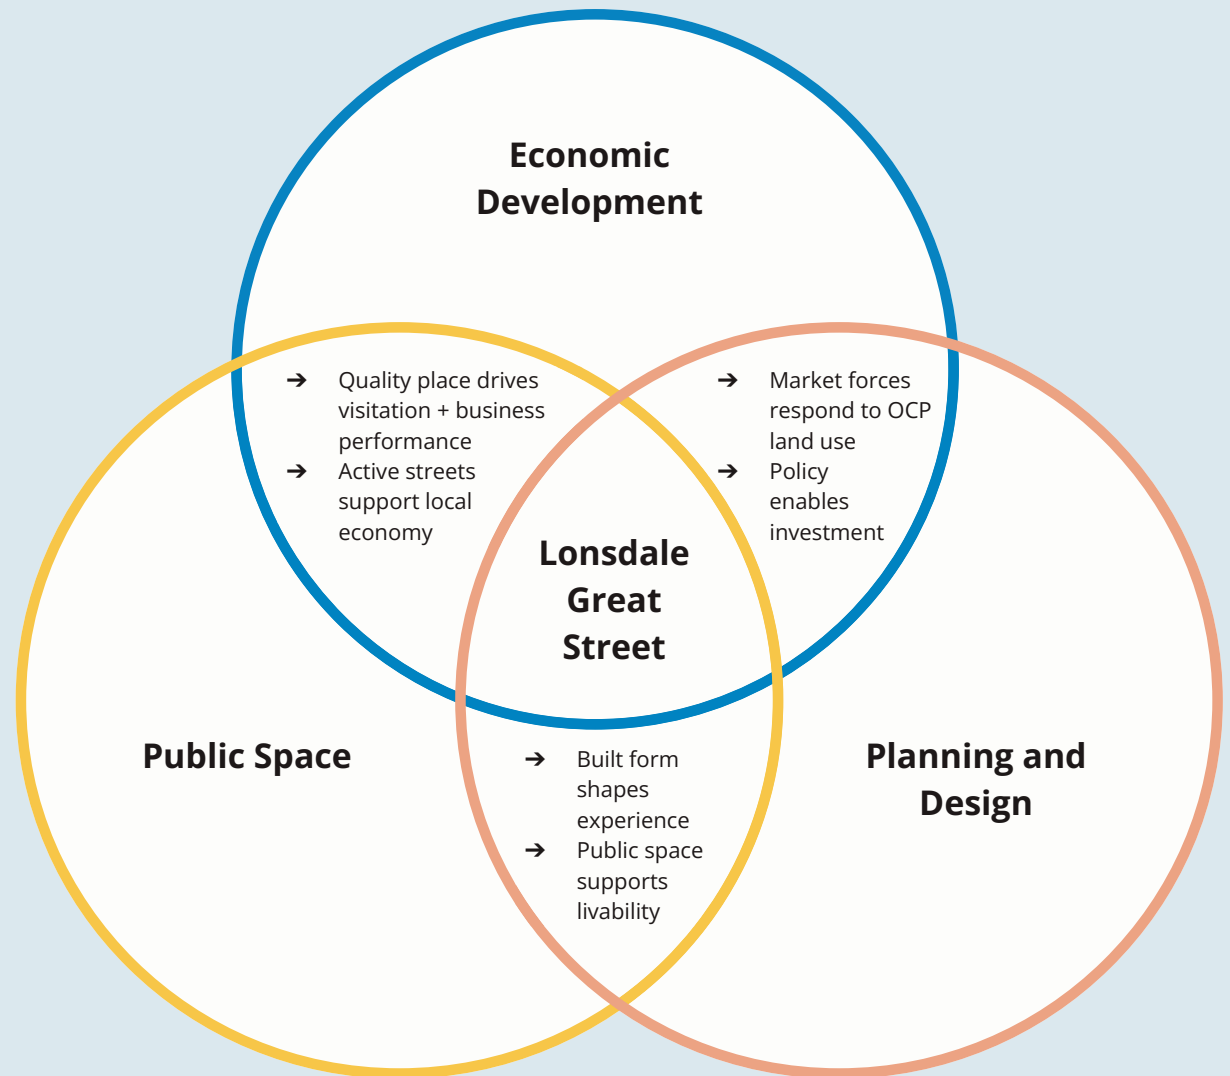 Economic
Development
➔ Quality place drives
visitation + business
performance
➔ Active streets
support local
economy
➔ Market forces
respond to OCP
land use
➔ Policy
enables
investment
Lonsdale
Great
Street
Public Space
Planning and
Design
➔ Built form
shapes
experience
➔ Public space
supports
livability